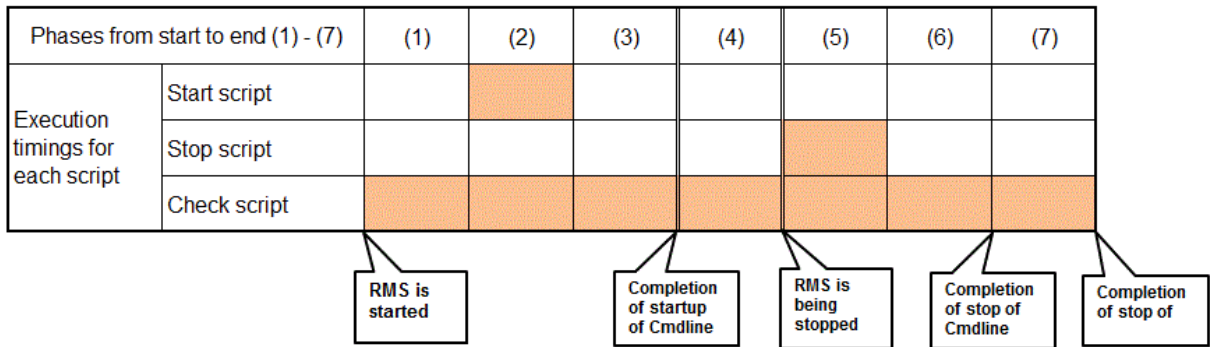 Phases from start to end (1) - (7) (1) (2) (3) (4) (5) (6) (7)
Execution
timings for
each script
Start script
Stop script
Check script
RMS is
started
Completion
of startup
of Cmdline
RMS is
being
stopped
Completion
of stop of
Cmdline
Completion
of stop of